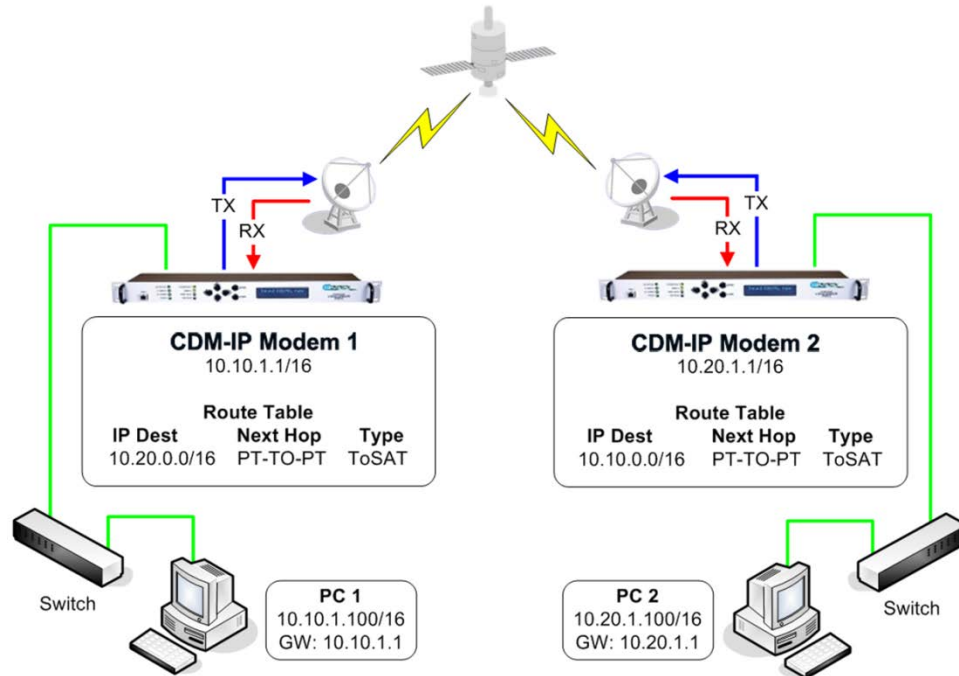 TX
RX
TX
RX
CDM-IP Modem 1
10.10.1.1/16
Route Table
IP Dest Next Hop Type
10.20.0.0/16 PT-TO-PT ToSAT
CDM-IP Modem 2
10.20.1.1/16
Route Table
IP Dest Next Hop Type
10.10.0.0/16 PT-TO-PT ToSAT
Switch
PC 1
10.10.1.100/16
GW: 10.10.1.1
PC 2
10.20.1.100/16
GW: 10.20.1.1
Switch